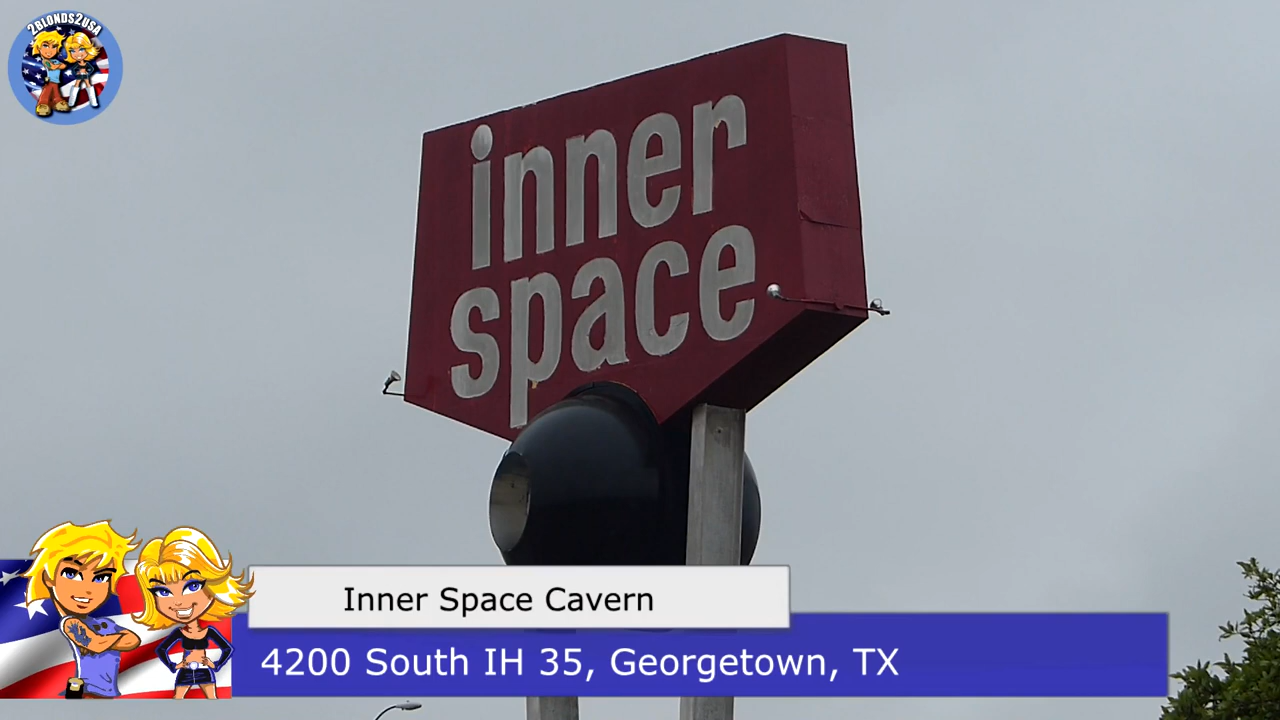 2BLONDS2USA
inner
space
Inner Space Cavern
4200 South IH 35, Georgetown, TX